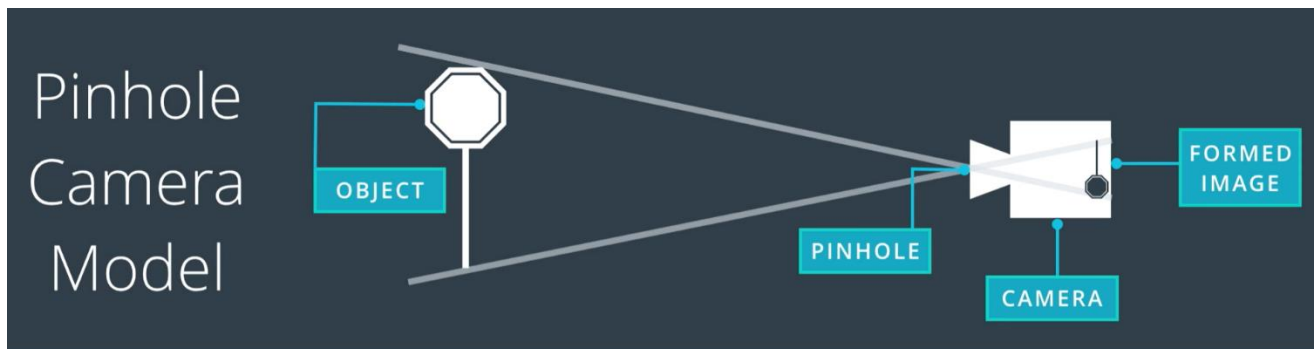 Pinhole
Camera
Model
OBJECT
PINHOLE
CAMERA
FORMED
IMAGE